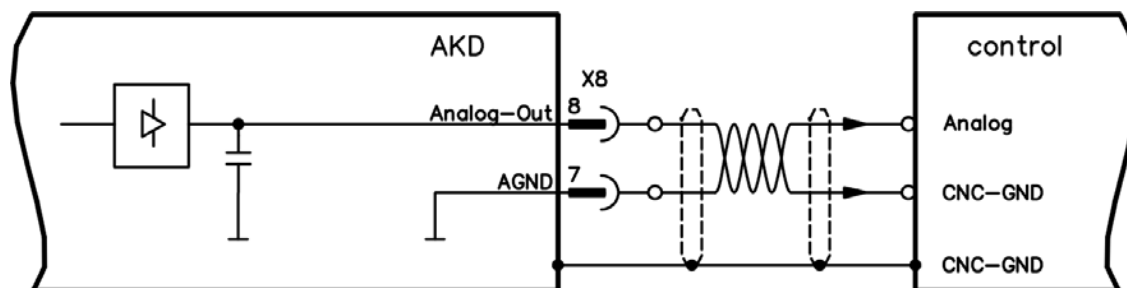 AKD
control
X8
Analog-Out 8
Analog
AGND 7
CNC-GND
CNC-GND